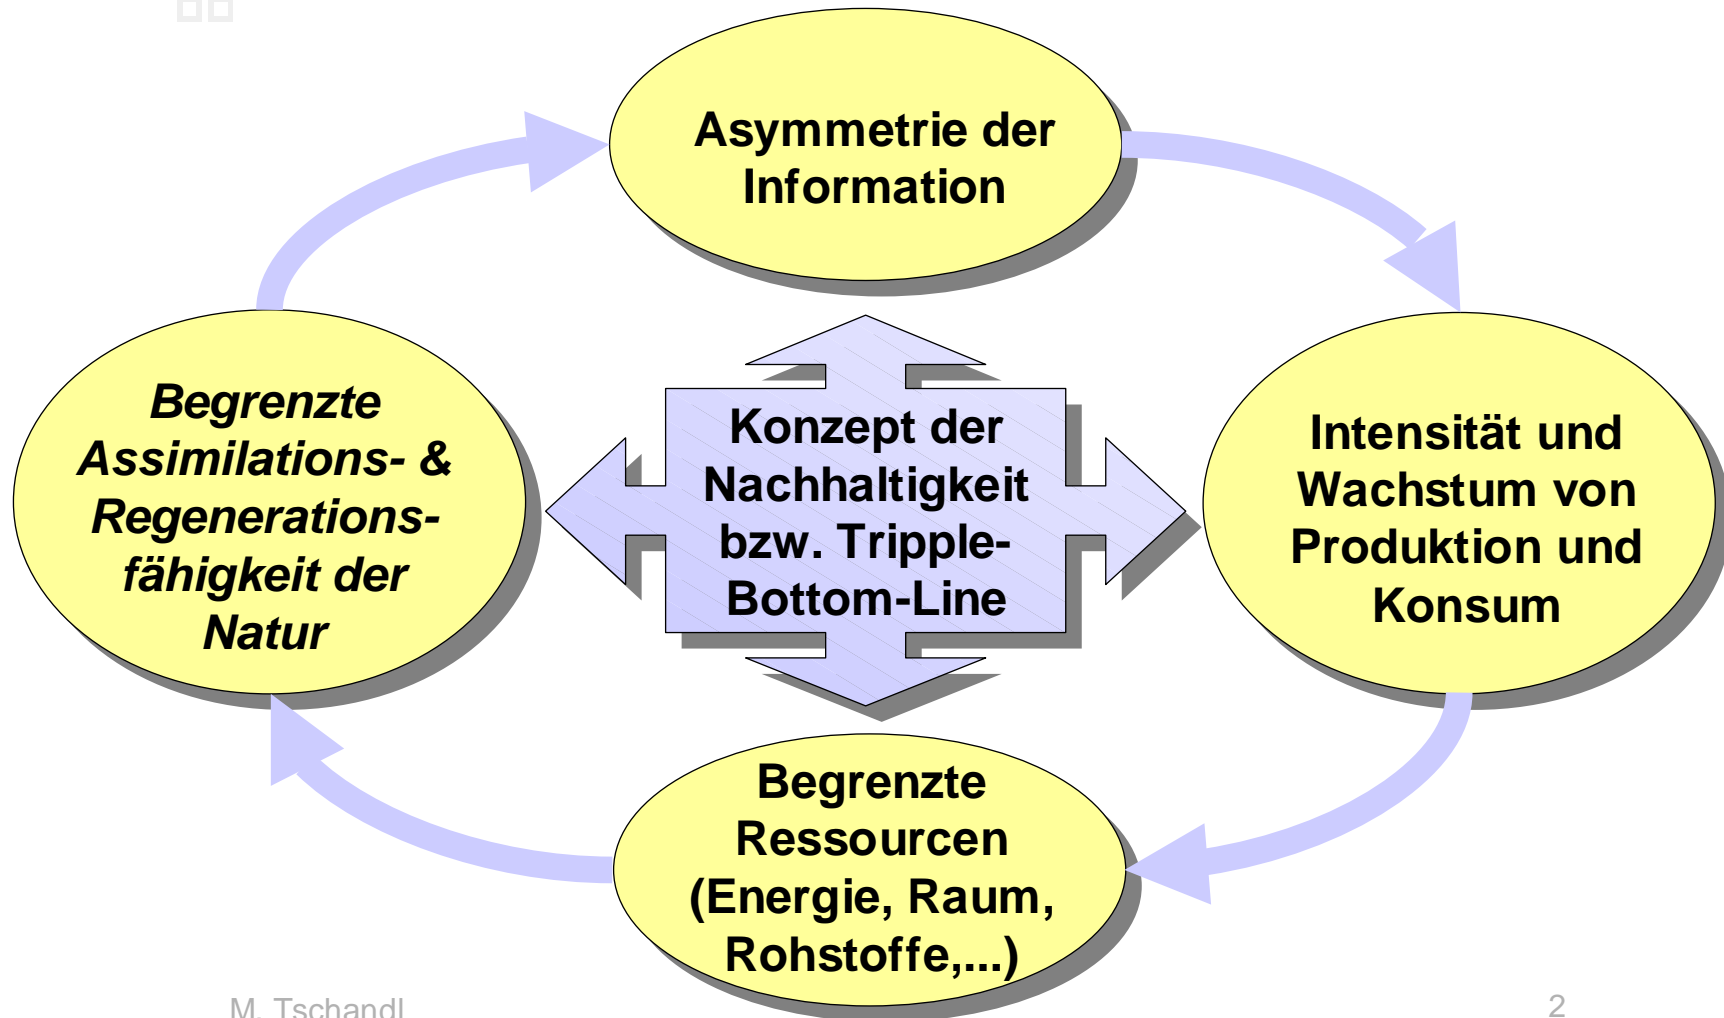 Asymmetrie der
Information
Begrenzte
Assimilations- &
Regenerations-
fähigkeit der
Natur
Konzept der
Nachhaltigkeit
bzw. Tripple-
Bottom-Line
Intensität und
Wachstum von
Produktion und
Konsum
Begrenzte
Ressourcen
(Energie, Raum,
Rohstoffe,...)
M. Tschandl
2